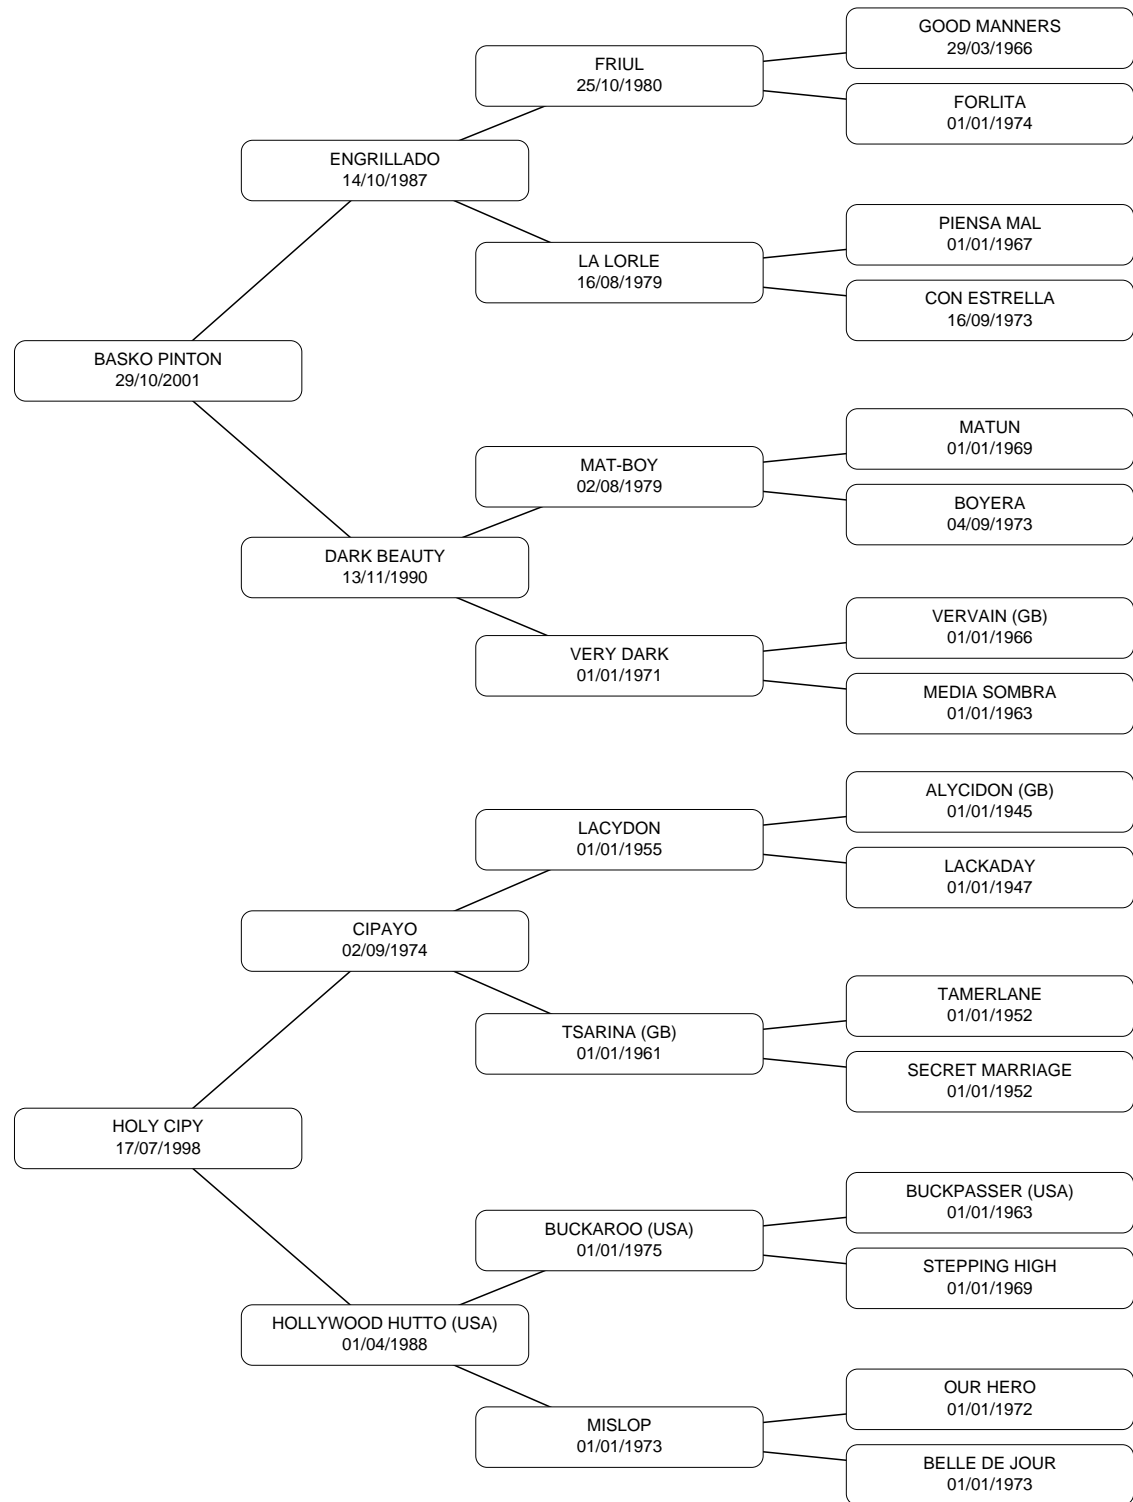 GOOD MANNERS
29/03/1966
FRIUL
25/10/1980
FORLITA
01/01/1974
ENGRILLADO
14/10/1987
PIENSA MAL
01/01/1967
LA LORLE
16/08/1979
CON ESTRELLA
16/09/1973
BASKO PINTON
29/10/2001
MATUN
01/01/1969
MAT-BOY
02/08/1979
BOYERA
04/09/1973
DARK BEAUTY
13/11/1990
VERVAIN (GB)
01/01/1966
VERY DARK
01/01/1971
MEDIA SOMBRA
01/01/1963
ALYCIDON (GB)
01/01/1945
LACYDON
01/01/1955
LACKADAY
01/01/1947
CIPAYO
02/09/1974
TAMERLANE
01/01/1952
TSARINA (GB)
01/01/1961
SECRET MARRIAGE
01/01/1952
HOLY CIPY
17/07/1998
BUCKPASSER (USA)
01/01/1963
BUCKAROO (USA)
01/01/1975
STEPPING HIGH
01/01/1969
HOLLYWOOD HUTTO (USA)
01/04/1988
OUR HERO
01/01/1972
MISLOP
01/01/1973
BELLE DE JOUR
01/01/1973